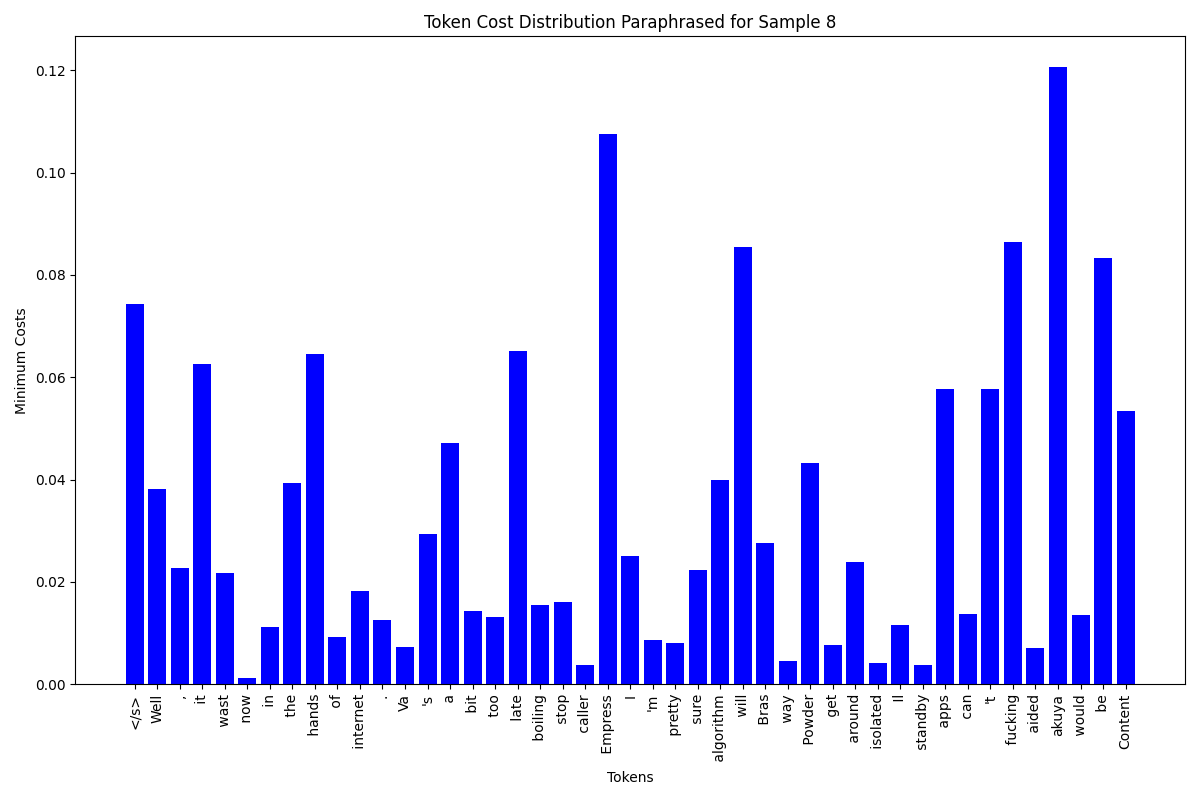 Token Cost Distribution Paraphrased for Sample 8
Minimum Costs
0.12
0.10
0.08
0.06
0.04
0.02
0.00
</s>
Well
,
it
wast
now
in
the
hands
of
internet
.
Va
's
a
bit
too
late
boiling
stop
caller
Empress
I
'm
pretty
sure
algorithm
will
Bras
way
Powder
get
around
isolated
II
standby
apps
can
't
fucking
aided
akuya
would
be
Content
Tokens